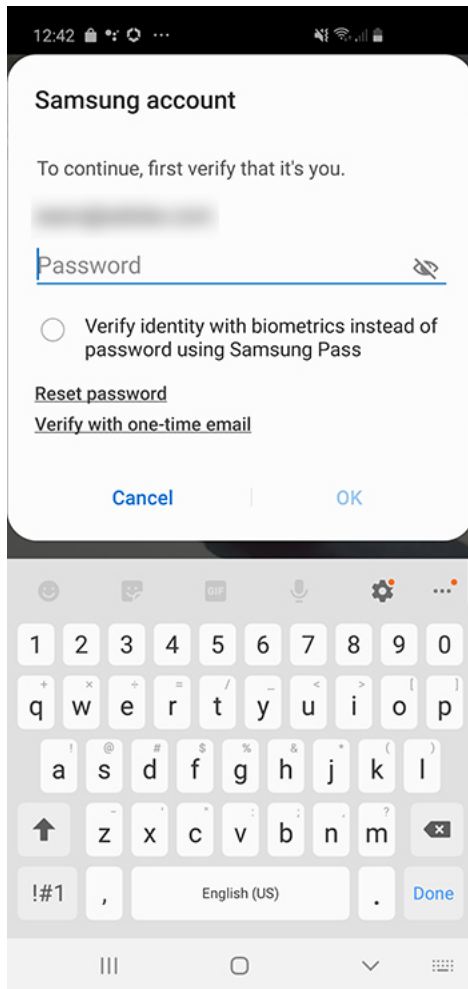 12:42
Samsung account
To continue, first verify that it's you.
Password
Verify identity with biometrics instead of
password using Samsung Pass
Reset password
Verify with one-time email
Cancel OK
GIF
1 2 3 4 5 6 7 8 9 0
+ × ÷ = / _ < > [ ]
q w e r t y u i o p
! @ # $ % & * ( )
a s d f g h j k l
- ' " : ; , ?
z x c v b n m
!#1 , English (US) . Done